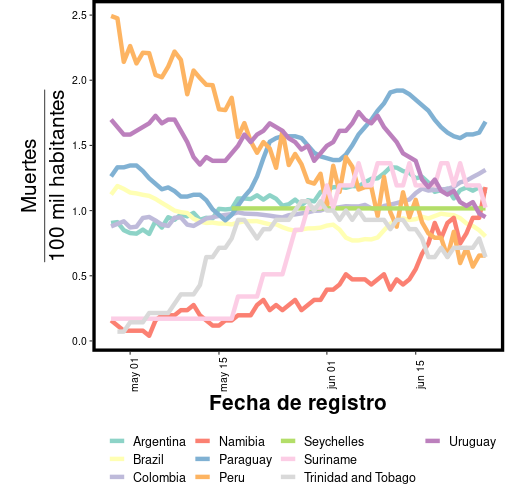 2.5
2.0
1.5
1.0
0.5
0.0
Muertes
100 mil habitantes
may 01
may 15
jun 01
jun 15
Fecha de registro
Argentina
Namibia
Seychelles
Uruguay
Brazil
Paraguay
Suriname
Colombia
Peru
Trinidad and Tobago